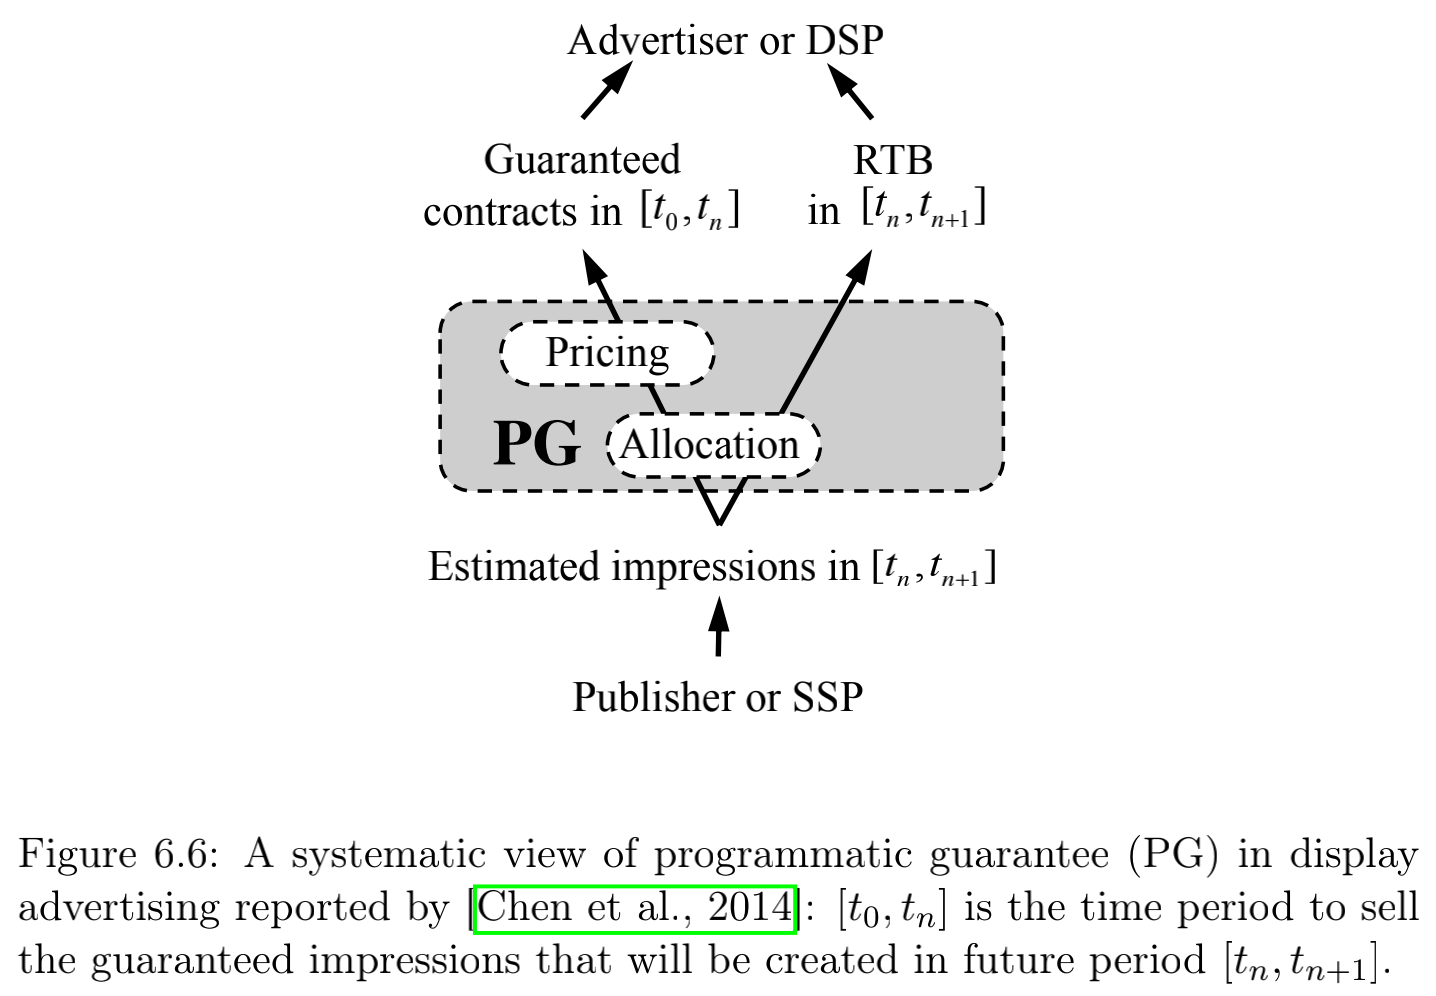 Advertiser or DSP
Guaranteed
contracts in [t_0, t_n]
RTB
in [t_n, t_{n+1}]
Pricing
PG
Allocation
Estimated impressions in [t_n, t_{n+1}]
Publisher or SSP
Figure 6.6: A systematic view of programmatic guarantee (PG) in display
advertising reported by [Chen et al., 2014]: [t_0, t_n] is the time period to sell
the guaranteed impressions that will be created in future period [t_n, t_{n+1}].